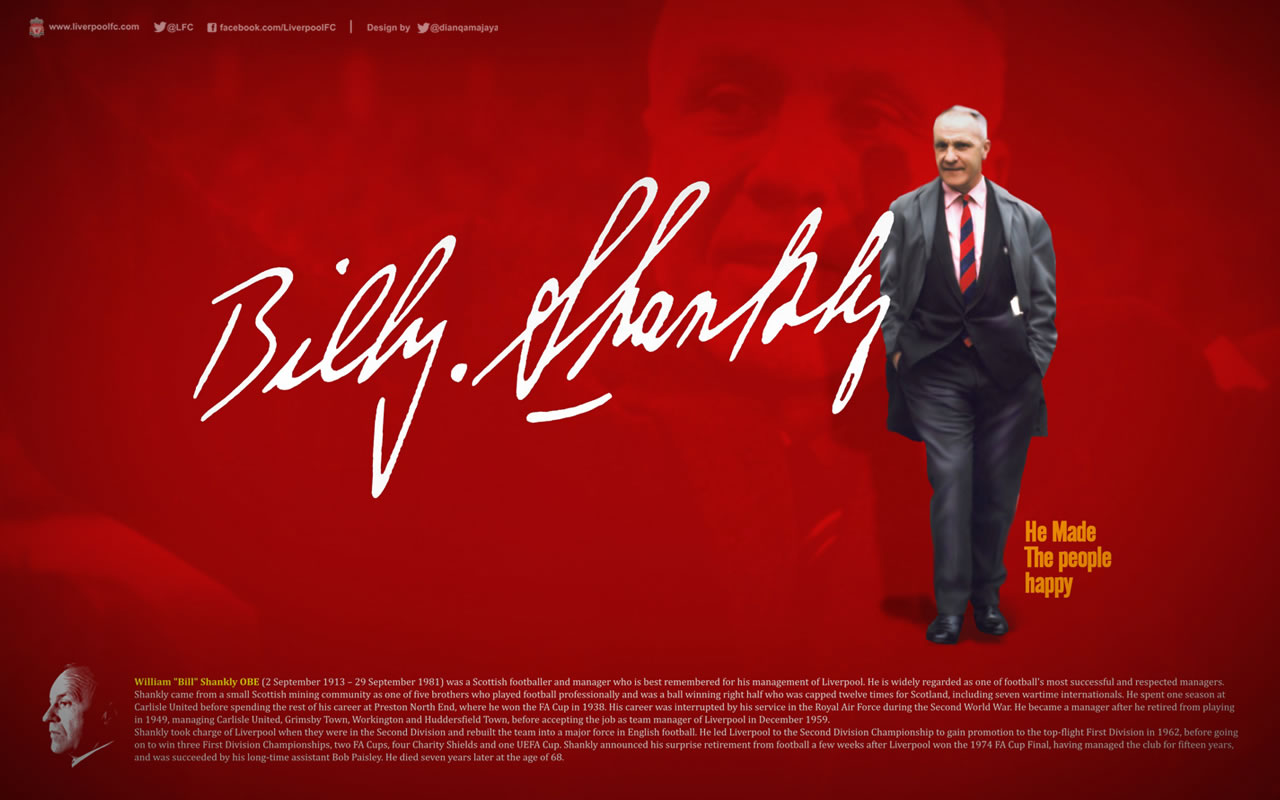 www.liverpoolfc.com @LFC facebook.com/LiverpoolFC | Design by @dianqamajaya
Billy. Shankly
He Made
The people
happy
William "Bill" Shankly OBE (2 September 1913 – 29 September 1981) was a Scottish footballer and manager who is best remembered for his management of Liverpool. He is widely regarded as one of football's most successful and respected managers.
Shankly came from a small Scottish mining community as one of five brothers who played football professionally and was a ball winning right half who was capped twelve times for Scotland, including seven wartime internationals. He spent one season at
Carlisle United before spending the rest of his career at Preston North End, where he won the FA Cup in 1938. His career was interrupted by his service in the Royal Air Force during the Second World War. He became a manager after he retired from playing
in 1949, managing Carlisle United, Grimsby Town, Workington and Huddersfield Town, before accepting the job as team manager of Liverpool in December 1959.
Shankly took charge of Liverpool when they were in the Second Division and rebuilt the team into a major force in English football. He led Liverpool to the Second Division Championship to gain promotion to the top-flight First Division in 1962, before going
on to win three First Division Championships, two FA Cups, four Charity Shields and one UEFA Cup. Shankly announced his surprise retirement from football a few weeks after Liverpool won the 1974 FA Cup Final, having managed the club for fifteen years,
and was succeeded by his long-time assistant Bob Paisley. He died seven years later at the age of 68.